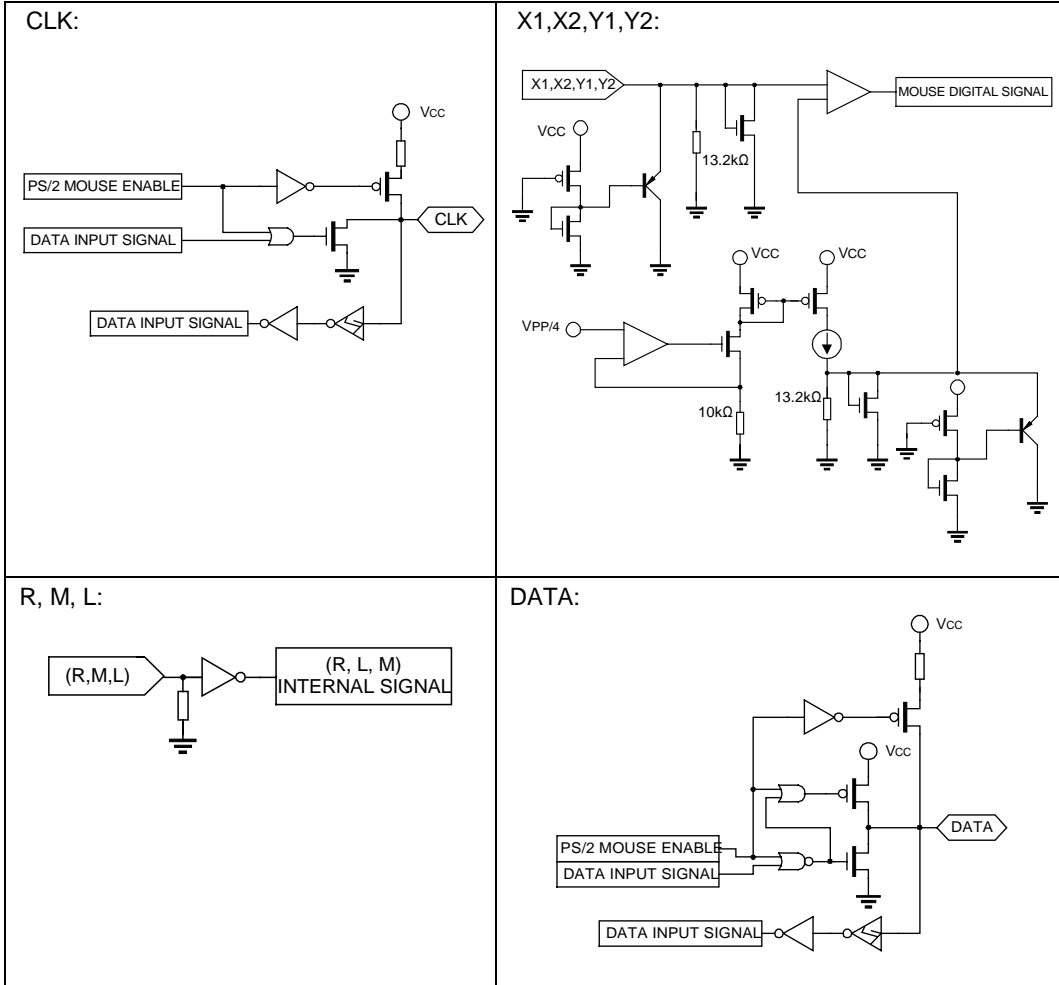 CLK:
VCC
PS/2 MOUSE ENABLE
DATA INPUT SIGNAL
CLK
DATA INPUT SIGNAL
X1,X2,Y1,Y2:
X1,X2,Y1,Y2
MOUSE DIGITAL SIGNAL
VCC
13.2kΩ
VCC
VCC
VPP/4
13.2kΩ
10kΩ
R, M, L:
(R,M,L)
(R, L, M)
INTERNAL SIGNAL
DATA:
VCC
VCC
PS/2 MOUSE ENABLE
DATA INPUT SIGNAL
DATA
DATA INPUT SIGNAL